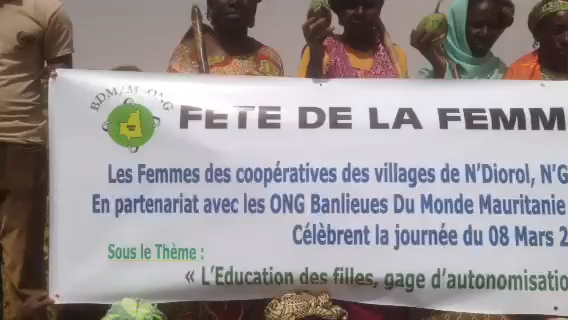 BDM/M-ONG
FETE DE LA FEMM
Les Femmes des coopératives des villages de N'Diorol, N'G
En partenariat avec les ONG Banlieues Du Monde Mauritanie
Célèbrent la journée du 08 Mars 2
Sous le Thème :
« L'Education des filles, gage d'autonomisatio